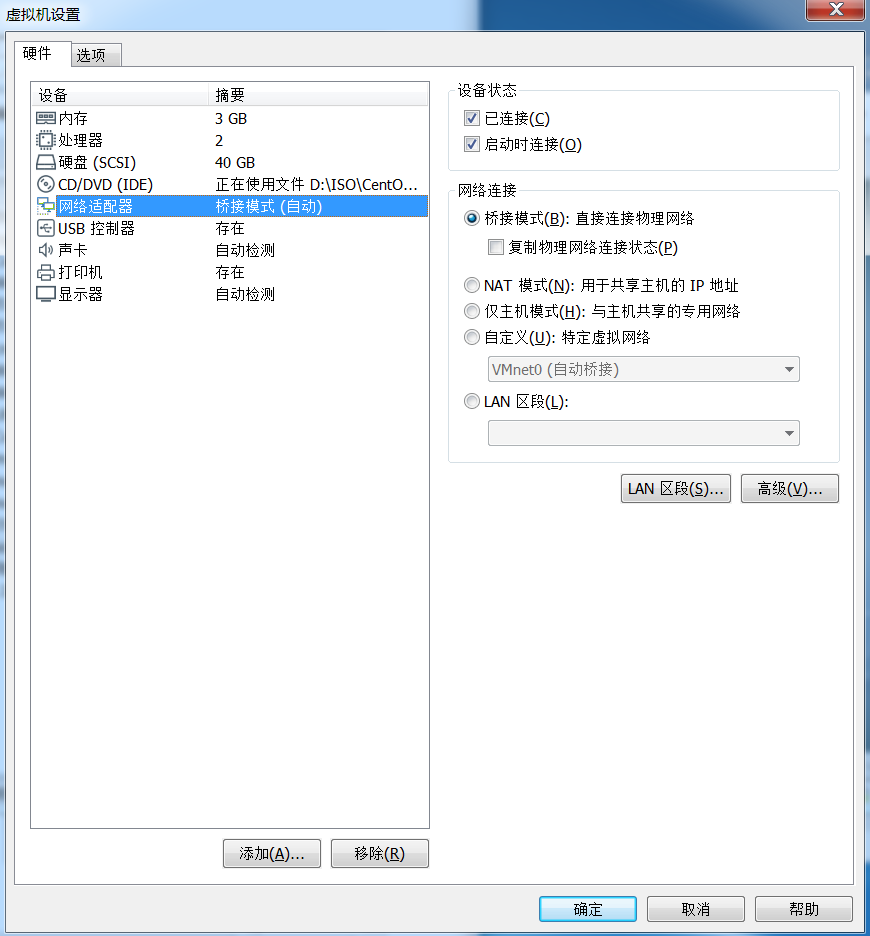 虚拟机设置
硬件 选项
设备 摘要
内存 3 GB
处理器 2
硬盘 (SCSI) 40 GB
CD/DVD (IDE) 正在使用文件 D:\ISO\CentO...
网络适配器 桥接模式 (自动)
USB 控制器 存在
声卡 自动检测
打印机 存在
显示器 自动检测
添加(A)... 移除(R)
设备状态
已连接(C)
启动时连接(O)
网络连接
桥接模式(B): 直接连接物理网络
复制物理网络连接状态(P)
NAT 模式(N): 用于共享主机的 IP 地址
仅主机模式(H): 与主机共享的专用网络
自定义(U): 特定虚拟网络
VMnet0 (自动桥接)
LAN 区段(L):
LAN 区段(S)... 高级(V)...
确定 取消 帮助